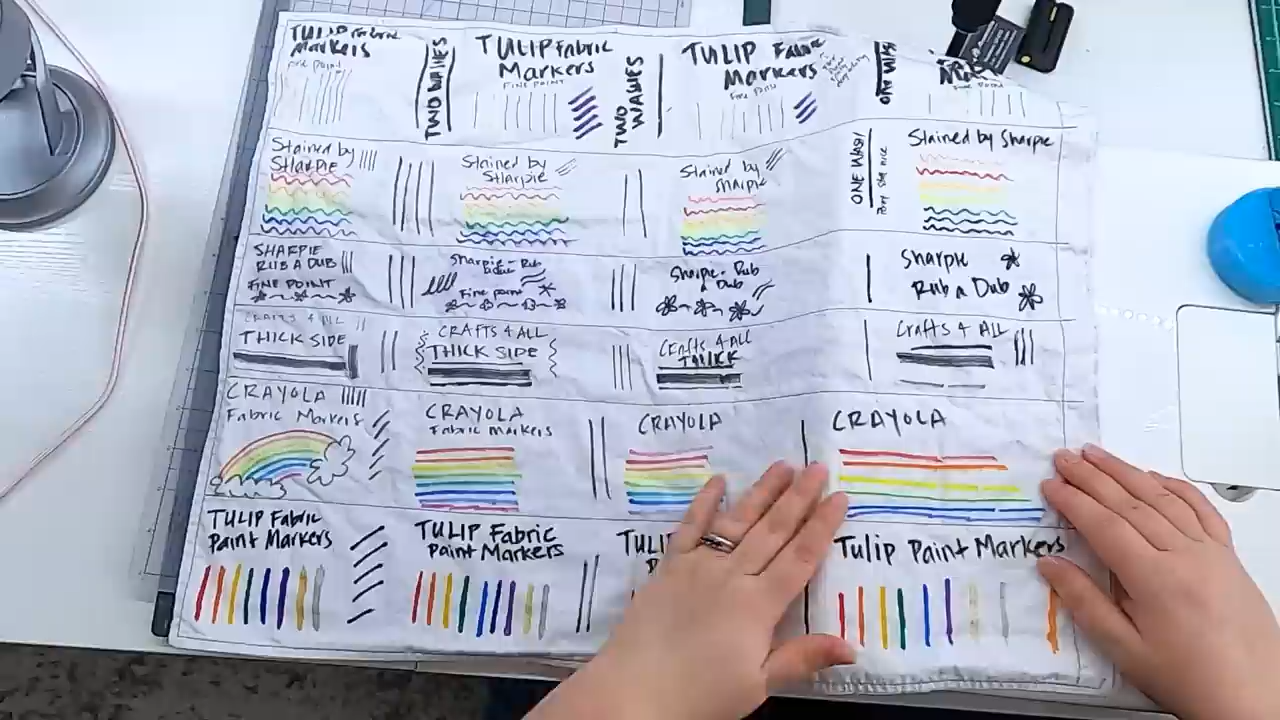 TULIP Fabric
Markers
fine point
TWO WASHES
TULIP Fabric
Markers
FINE POINT
TWO
WASHES
TULIP Fabric
Markers
fine point
ONE WASH
Fine Point
Stained by
Sharpie
Stained by
Sharpie
Stained by
Sharpie
ONE WASH
Stained by Sharpie
SHARPIE
RUB A DUB
FINE POINT
Sharpie - Rub
Fine point
Sharpie - Rub
a Dub
Sharpie
Rub a Dub
CRAFTS 4 ALL
THICK SIDE
CRAFTS 4 ALL
THICK SIDE
Crafts 4 ALL
THICK
Crafts 4 ALL
CRAYOLA
Fabric Markers
CRAYOLA
Fabric Markers
CRAYOLA
CRAYOLA
TULIP Fabric
Paint Markers
TULIP Fabric
Paint Markers
Tulip Paint Markers